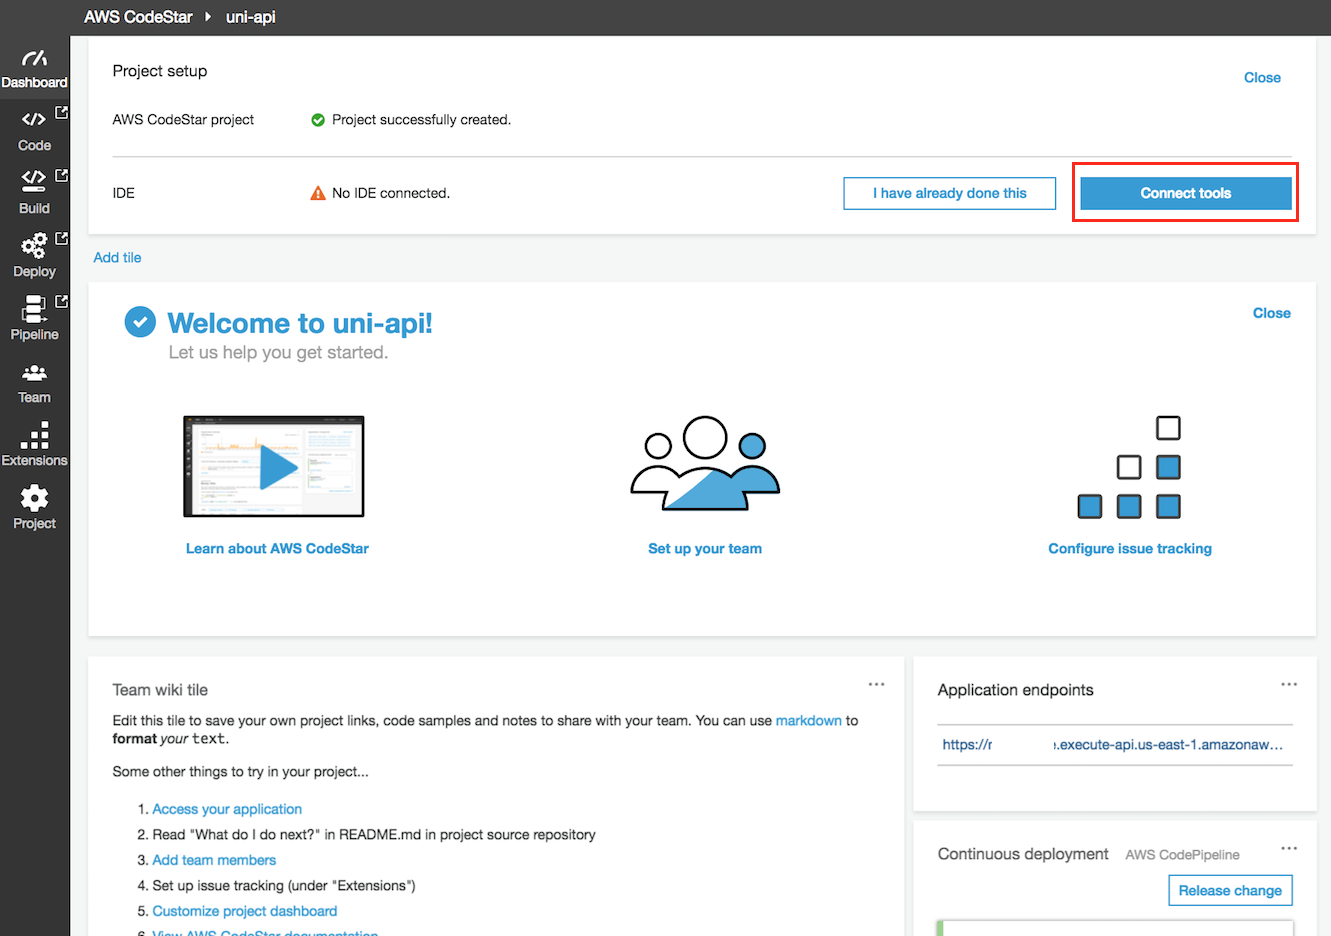 AWS CodeStar uni-api
Dashboard
Code
Build
Deploy
Pipeline
Team
Extensions
Project
Project setup
Close
AWS CodeStar project Project successfully created.
IDE No IDE connected. I have already done this Connect tools
Add tile
Welcome to uni-api!
Close
Let us help you get started.
Learn about AWS CodeStar Set up your team Configure issue tracking
Team wiki tile
Edit this tile to save your own project links, code samples and notes to share with your team. You can use markdown to
format your text.
Some other things to try in your project...
1. Access your application
2. Read "What do I do next?" in README.md in project source repository
3. Add team members
4. Set up issue tracking (under "Extensions")
5. Customize project dashboard
6. View AWS CodeStar documentation
Application endpoints
https://r .execute-api.us-east-1.amazonaw...
Continuous deployment AWS CodePipeline
Release change